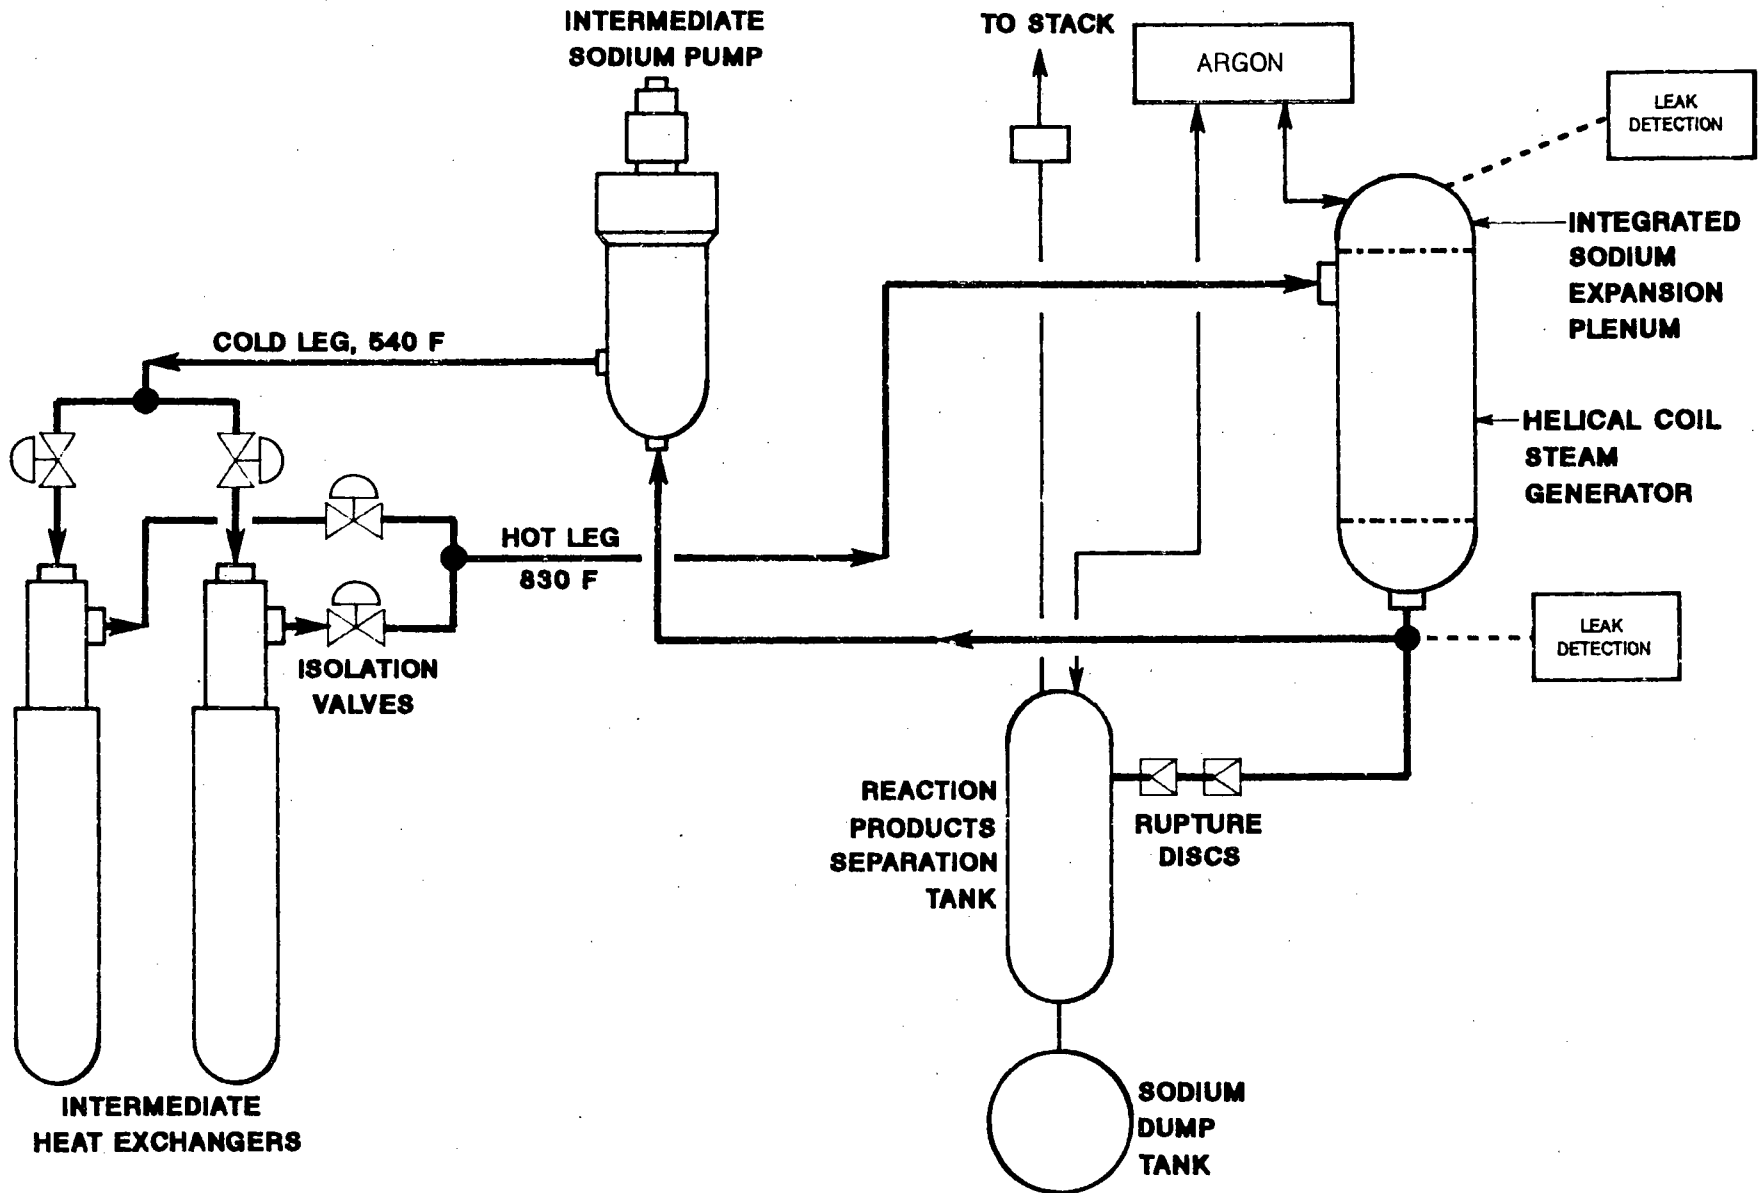 INTERMEDIATE
SODIUM PUMP
TO STACK
ARGON
LEAK
DETECTION
INTEGRATED
SODIUM
EXPANSION
PLENUM
COLD LEG, 540 F
HELICAL COIL
STEAM
GENERATOR
HOT LEG
830 F
ISOLATION
VALVES
LEAK
DETECTION
REACTION
PRODUCTS
SEPARATION
TANK
RUPTURE
DISCS
INTERMEDIATE
HEAT EXCHANGERS
SODIUM
DUMP
TANK